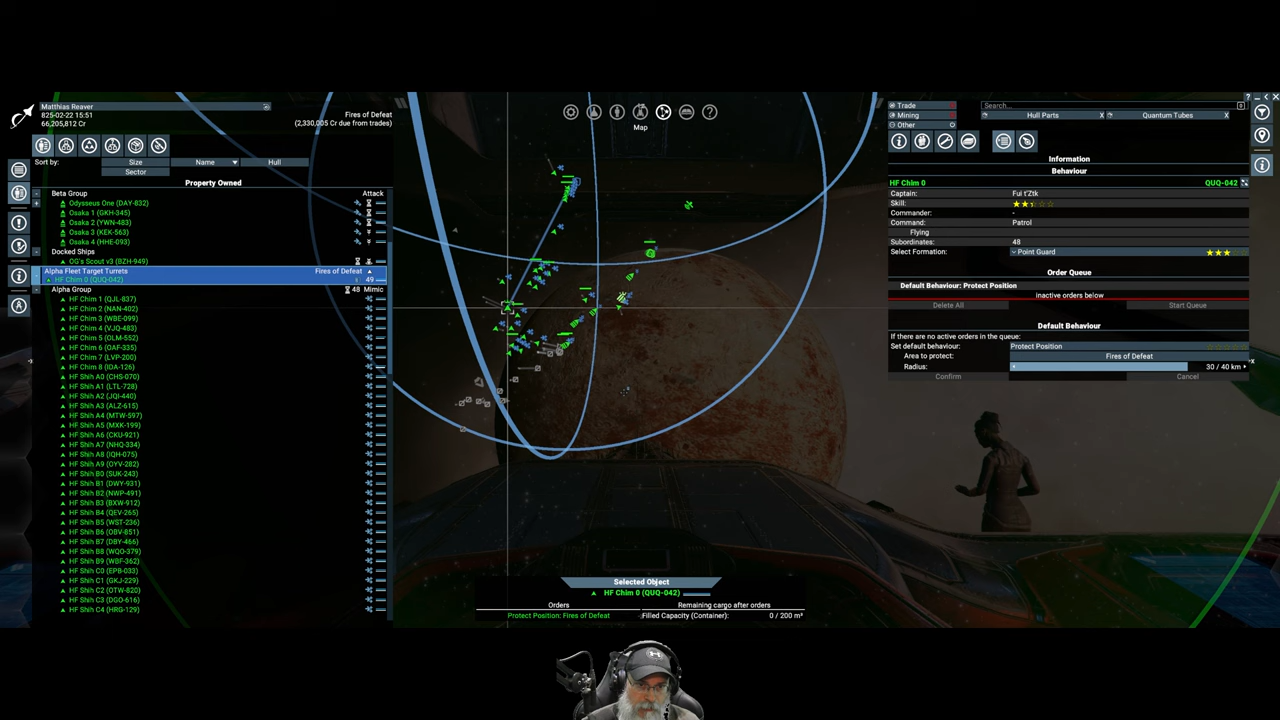 Matthias Reaver
825-02-22 15:51
66,205,812 Cr
Fires of Defeat
(2,330,005 Cr due from trades)
Sort by:
Size
Name
Hull
Sector
Property Owned
Beta Group Attack
Odysseus One (DAY-832)
Osaka 1 (GKH-345)
Osaka 2 (YWN-483)
Osaka 3 (KEK-563)
Osaka 4 (HHE-093)
Docked Ships
OG's Scout v3 (BZH-949)
Alpha Fleet Target Turrets Fires of Defeat
HF Chim 0 (QUQ-042) 49
Alpha Group 48 Mimic
HF Chim 1 (QJL-837)
HF Chim 2 (NAN-402)
HF Chim 3 (WBE-099)
HF Chim 4 (VJQ-483)
HF Chim 5 (OLM-552)
HF Chim 6 (OAF-335)
HF Chim 7 (LVP-200)
HF Chim 8 (IDA-126)
HF Shih A0 (CHS-070)
HF Shih A1 (LTL-728)
HF Shih A2 (JQI-440)
HF Shih A3 (ALZ-615)
HF Shih A4 (MTW-597)
HF Shih A5 (MXK-199)
HF Shih A6 (CKU-921)
HF Shih A7 (NHQ-334)
HF Shih A8 (IQH-075)
HF Shih A9 (OYV-282)
HF Shih B0 (SUK-243)
HF Shih B1 (DWY-931)
HF Shih B2 (NWP-491)
HF Shih B3 (BXW-912)
HF Shih B4 (QEV-265)
HF Shih B5 (WST-236)
HF Shih B6 (OBV-851)
HF Shih B7 (DBY-466)
HF Shih B8 (WQO-379)
HF Shih B9 (WBF-362)
HF Shih C0 (EPB-033)
HF Shih C1 (GKJ-229)
HF Shih C2 (OTW-820)
HF Shih C3 (DGO-616)
HF Shih C4 (HRG-129)
Map
Selected Object
HF Chim 0 (QUQ-042)
Orders
Remaining cargo after orders
Protect Position: Fires of Defeat
Filled Capacity (Container): 0 / 200 m³
Trade
Mining
Other
Search...
Hull Parts X
Quantum Tubes X
Information
Behaviour
HF Chim 0 QUQ-042
Captain: Ful t'Ztk
Skill:
Commander: -
Command: Patrol
Flying
Subordinates: 48
Select Formation: Point Guard
Order Queue
Default Behaviour: Protect Position
inactive orders below
Delete All
Start Queue
Default Behaviour
If there are no active orders in the queue:
Set default behaviour: Protect Position
Area to protect: Fires of Defeat
Radius: 30 / 40 km
Confirm
Cancel